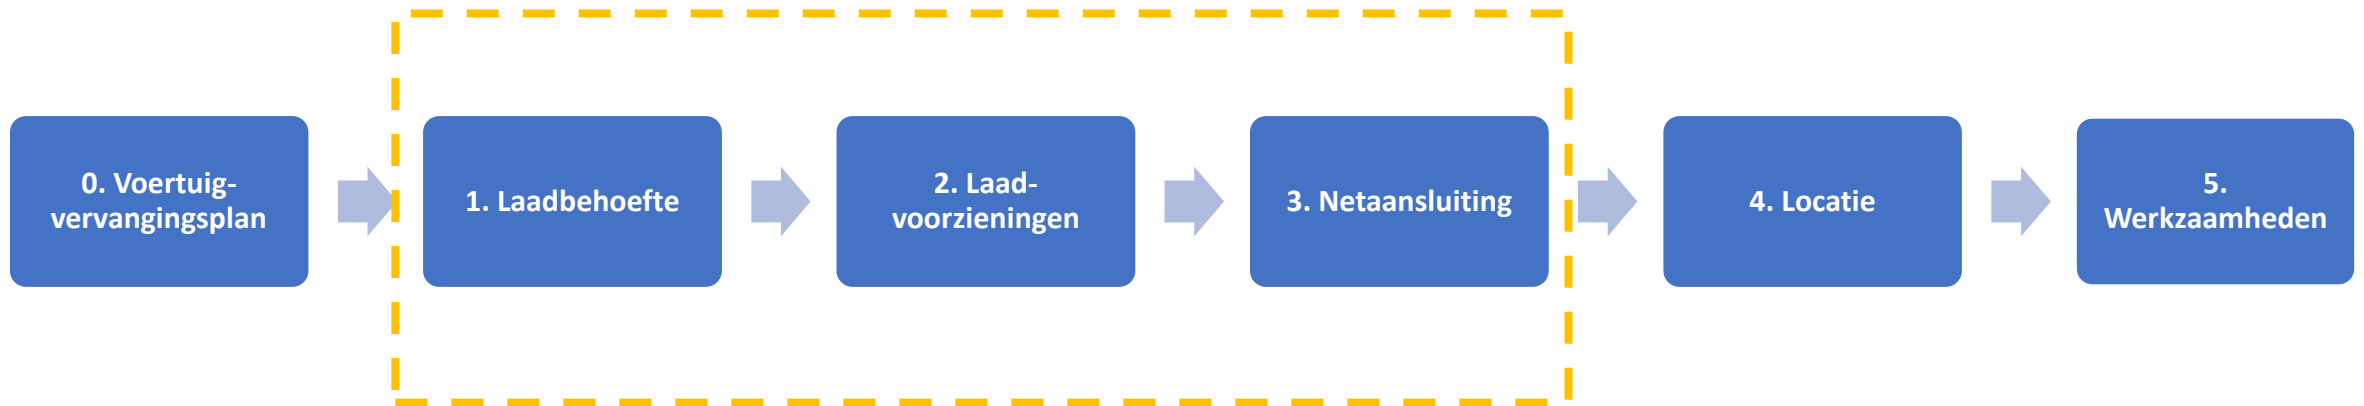 0. Voertuig-
vervangingsplan
1. Laadbehoefte
2. Laad-
voorzieningen
3. Netaansluiting
4. Locatie
5.
Werkzaamheden